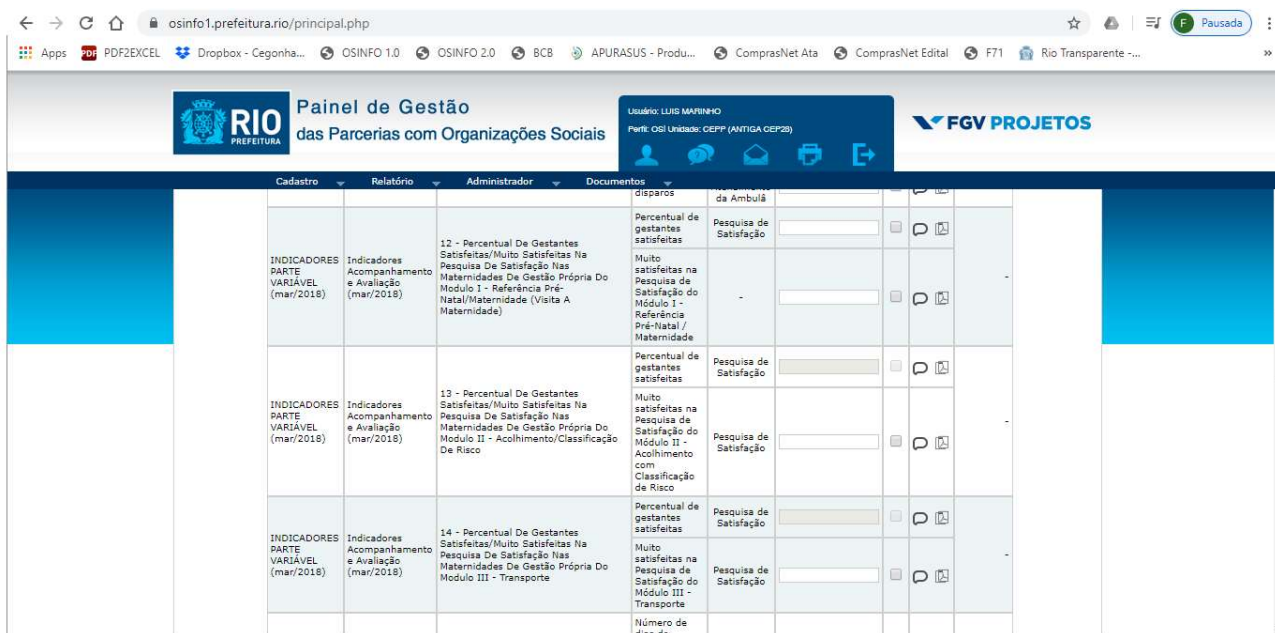 osinfo1.prefeitura.rio/principal.php
F Pausada
Apps PDF2EXCEL Dropbox - Cegonha... OSINFO 1.0 OSINFO 2.0 BCB APURASUS - Produ... ComprasNet Ata ComprasNet Edital F71 Rio Transparente -... »
RIO
PREFEITURA
Painel de Gestão
das Parcerias com Organizações Sociais
Usuário: LUIS MARINHO
Perfil: OSI Unidade: CEPP (ANTIGA CEP28)
FGV PROJETOS
Cadastro Relatório Administrador Documentos
disparos
da Ambulâ
INDICADORES
PARTE
VARIÁVEL
(mar/2018)
Indicadores
Acompanhamento
e Avaliação
(mar/2018)
12 - Percentual De Gestantes
Satisfeitas/Muito Satisfeitas Na
Pesquisa De Satisfação Nas
Maternidades De Gestão Própria Do
Modulo I - Referência Pré-
Natal/Maternidade (Visita A
Maternidade)
Percentual de
gestantes
satisfeitas
Pesquisa de
Satisfação
Muito
satisfeitas na
Pesquisa de
Satisfação do
Módulo I -
Referência
Pré-Natal /
Maternidade
-
-
INDICADORES
PARTE
VARIÁVEL
(mar/2018)
Indicadores
Acompanhamento
e Avaliação
(mar/2018)
13 - Percentual De Gestantes
Satisfeitas/Muito Satisfeitas Na
Pesquisa De Satisfação Nas
Maternidades De Gestão Própria Do
Modulo II - Acolhimento/Classificação
De Risco
Percentual de
gestantes
satisfeitas
Pesquisa de
Satisfação
Muito
satisfeitas na
Pesquisa de
Satisfação do
Módulo II -
Acolhimento
com
Classificação
de Risco
Pesquisa de
Satisfação
-
INDICADORES
PARTE
VARIÁVEL
(mar/2018)
Indicadores
Acompanhamento
e Avaliação
(mar/2018)
14 - Percentual De Gestantes
Satisfeitas/Muito Satisfeitas Na
Pesquisa De Satisfação Nas
Maternidades De Gestão Própria Do
Modulo III - Transporte
Percentual de
gestantes
satisfeitas
Pesquisa de
Satisfação
Muito
satisfeitas na
Pesquisa de
Satisfação do
Módulo III -
Transporte
Pesquisa de
Satisfação
-
Número de